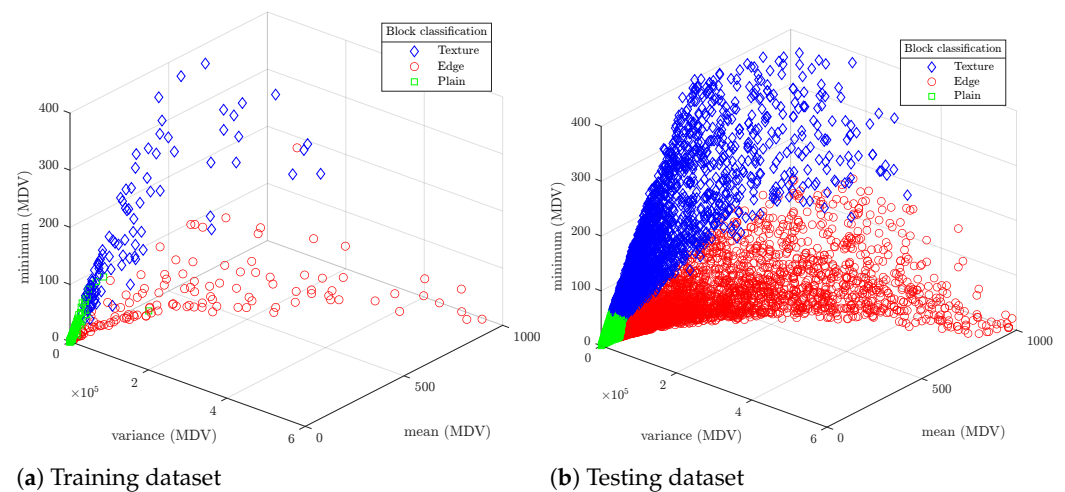 Block classification
Texture
Edge
Plain
400
300
200
100
0
minimum (MDV)
0
2
4
6
×10⁵
variance (MDV)
0
500
1000
mean (MDV)
(a) Training dataset
Block classification
Texture
Edge
Plain
400
300
200
100
0
minimum (MDV)
0
2
4
6
×10⁵
variance (MDV)
0
500
1000
mean (MDV)
(b) Testing dataset